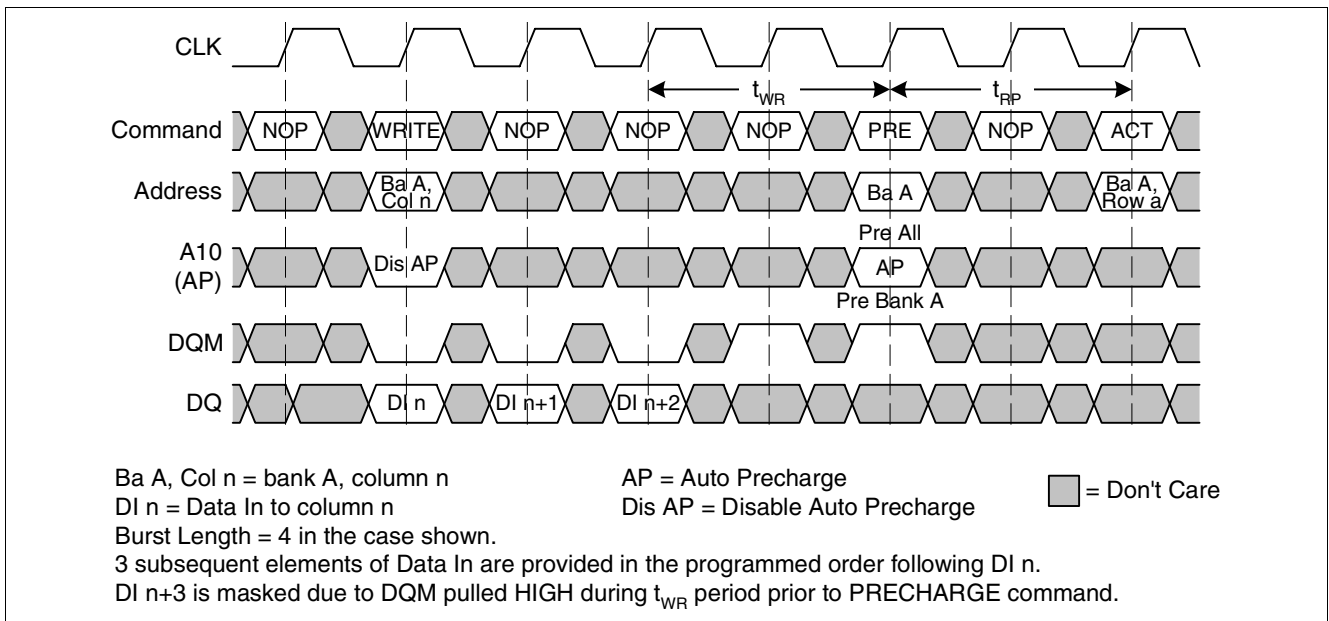 CLK
t_WR t_RP
Command NOP WRITE NOP NOP NOP PRE NOP ACT
Address Ba A, Col n Ba A Ba A, Row a
Pre All
A10 (AP) Dis AP AP
Pre Bank A
DQM
DQ DI n DI n+1 DI n+2
Ba A, Col n = bank A, column n
DI n = Data In to column n
Burst Length = 4 in the case shown.
3 subsequent elements of Data In are provided in the programmed order following DI n.
DI n+3 is masked due to DQM pulled HIGH during t_WR period prior to PRECHARGE command.
AP = Auto Precharge
Dis AP = Disable Auto Precharge
= Don't Care